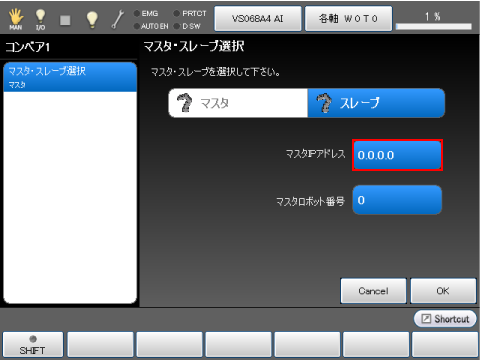 MAN I/O EMG PRTCT VS068A4 A1 各軸 W 0 T 0 1 %
AUTO EN D SW
コンベア1 マスタ・スレーブ選択
マスタ・スレーブ選択
マスタ
マスタ・スレーブを選択して下さい。
マスタ スレーブ
マスタIPアドレス 0.0.0.0
マスタロボット番号 0
Cancel OK
Shortcut
SHIFT